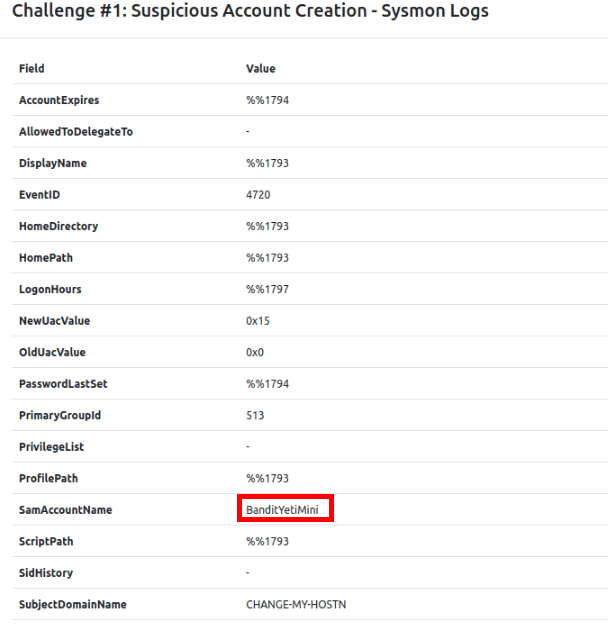 Challenge #1: Suspicious Account Creation - Sysmon Logs
Field Value
AccountExpires %%1794
AllowedToDelegateTo -
DisplayName %%1793
EventID 4720
HomeDirectory %%1793
HomePath %%1793
LogonHours %%1797
NewUacValue 0x15
OldUacValue 0x0
PasswordLastSet %%1794
PrimaryGroupId 513
PrivilegeList -
ProfilePath %%1793
SamAccountName BanditYetiMini
ScriptPath %%1793
SidHistory -
SubjectDomainName CHANGE-MY-HOSTN